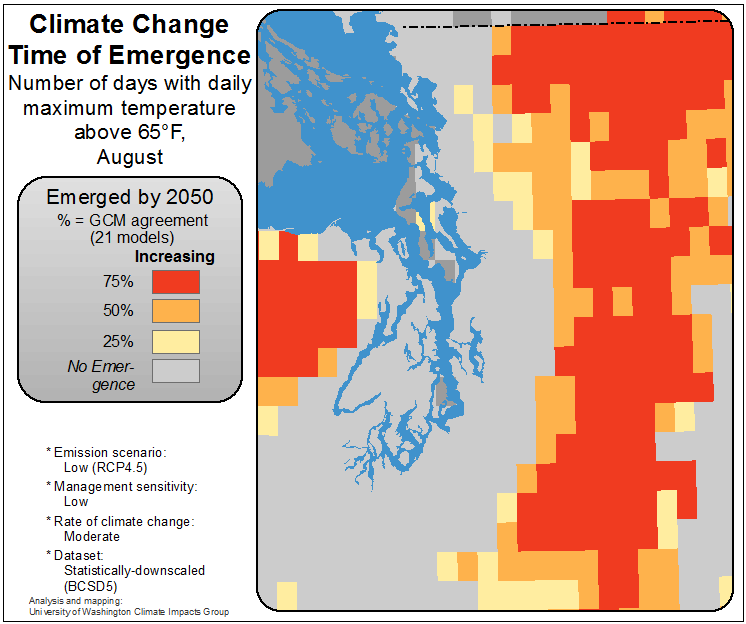 Climate Change
Time of Emergence
Number of days with daily
maximum temperature
above 65°F,
August
Emerged by 2050
% = GCM agreement
(21 models)
Increasing
75%
50%
25%
No Emer-
gence
* Emission scenario:
Low (RCP4.5)
* Management sensitivity:
Low
* Rate of climate change:
Moderate
* Dataset:
Statistically-downscaled
(BCSD5)
Analysis and mapping:
University of Washington Climate Impacts Group